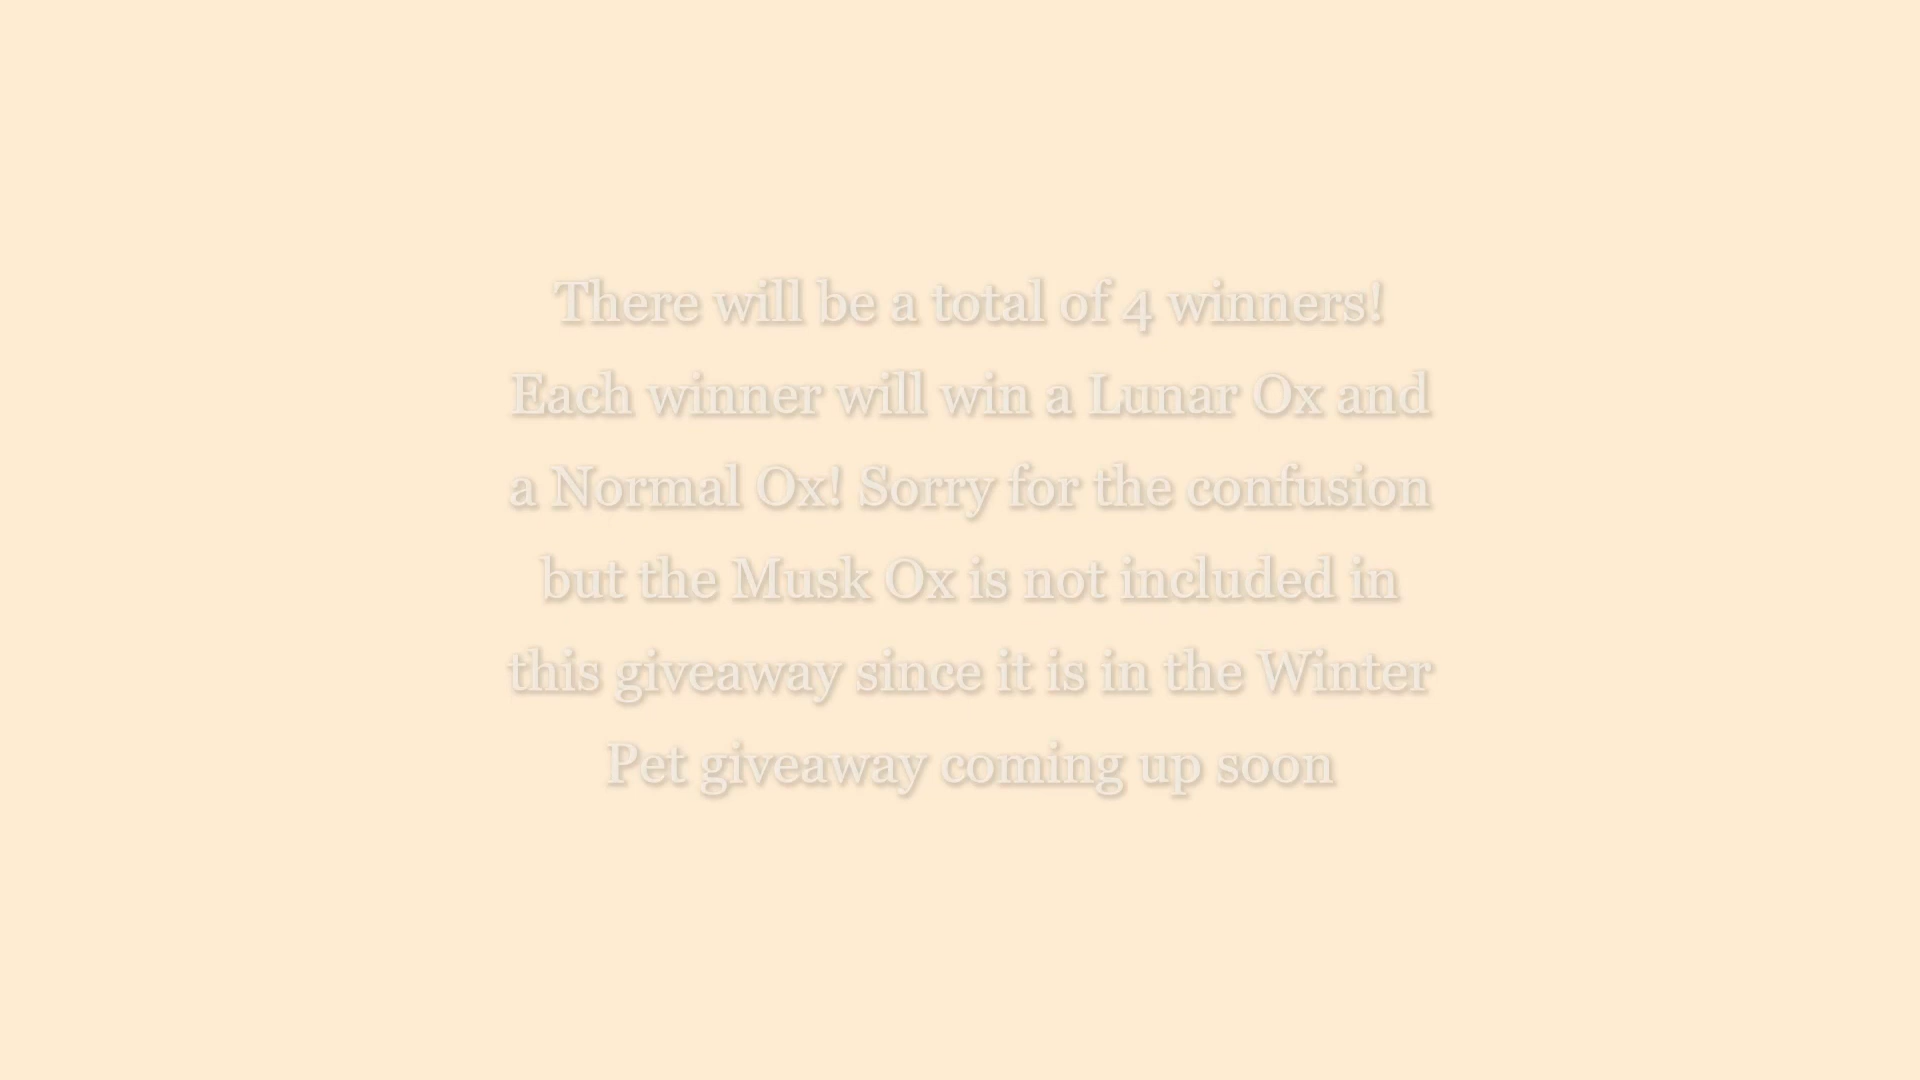 There will be a total of 4 winners!
Each winner will win a Lunar Ox and
a Normal Ox! Sorry for the confusion
but the Musk Ox is not included in
this giveaway since it is in the Winter
Pet giveaway coming up soon